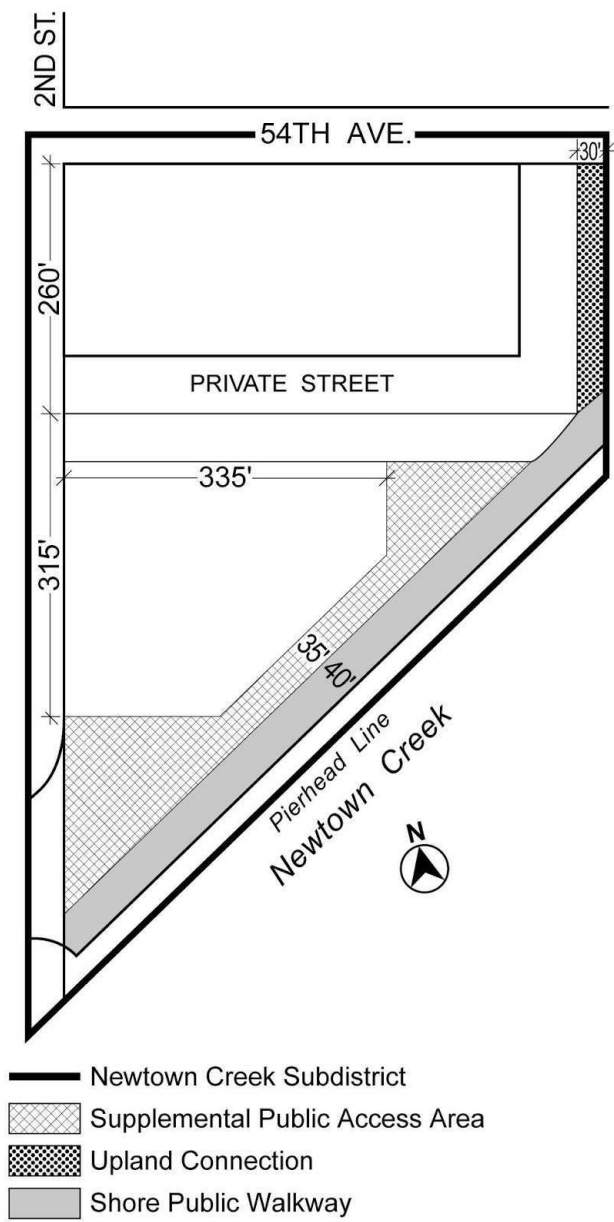 2ND ST.
54TH AVE.
30'
260'
PRIVATE STREET
335'
315'
35' 40'
Pierhead Line
Newtown Creek
N
Newtown Creek Subdistrict
Supplemental Public Access Area
Upland Connection
Shore Public Walkway